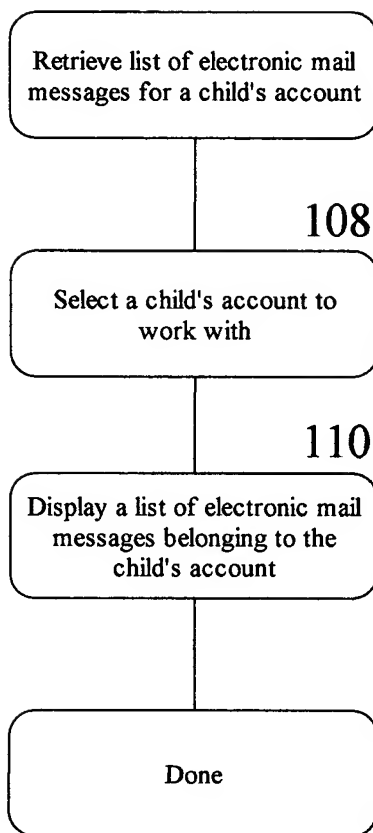 Retrieve list of electronic mail
messages for a child's account
108
Select a child's account to
work with
110
Display a list of electronic mail
messages belonging to the
child's account
Done